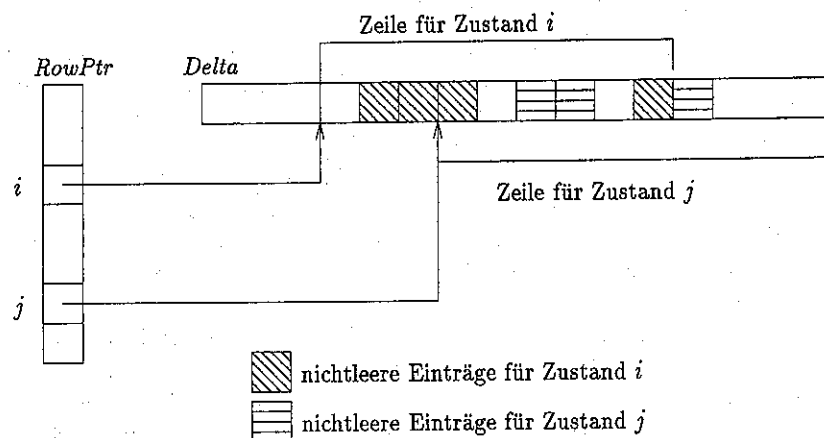 Zeile für Zustand i
RowPtr
Delta
i
Zeile für Zustand j
j
nichtleere Einträge für Zustand i
nichtleere Einträge für Zustand j